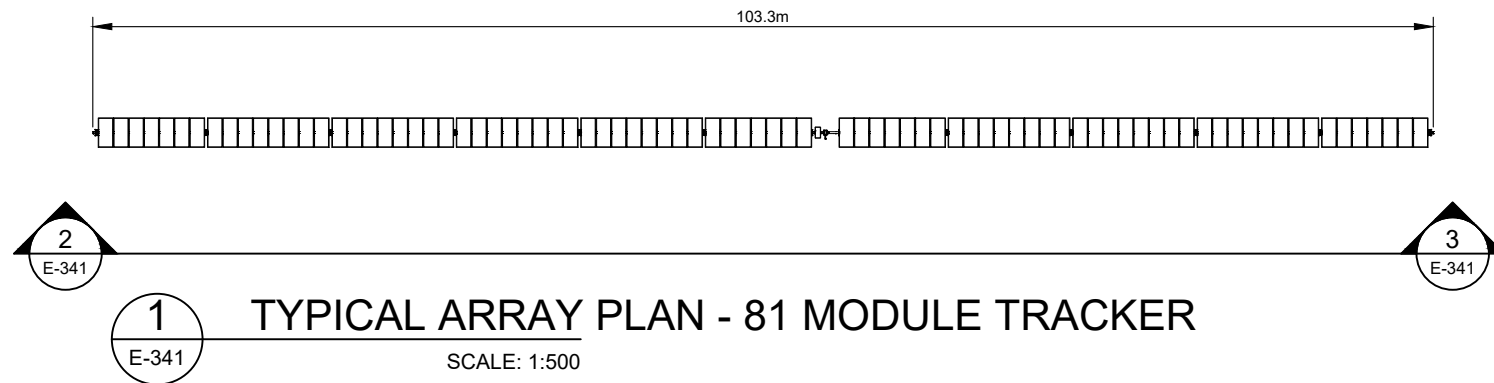 103.3m
2
E-341
3
E-341
1
E-341
TYPICAL ARRAY PLAN - 81 MODULE TRACKER
SCALE: 1:500